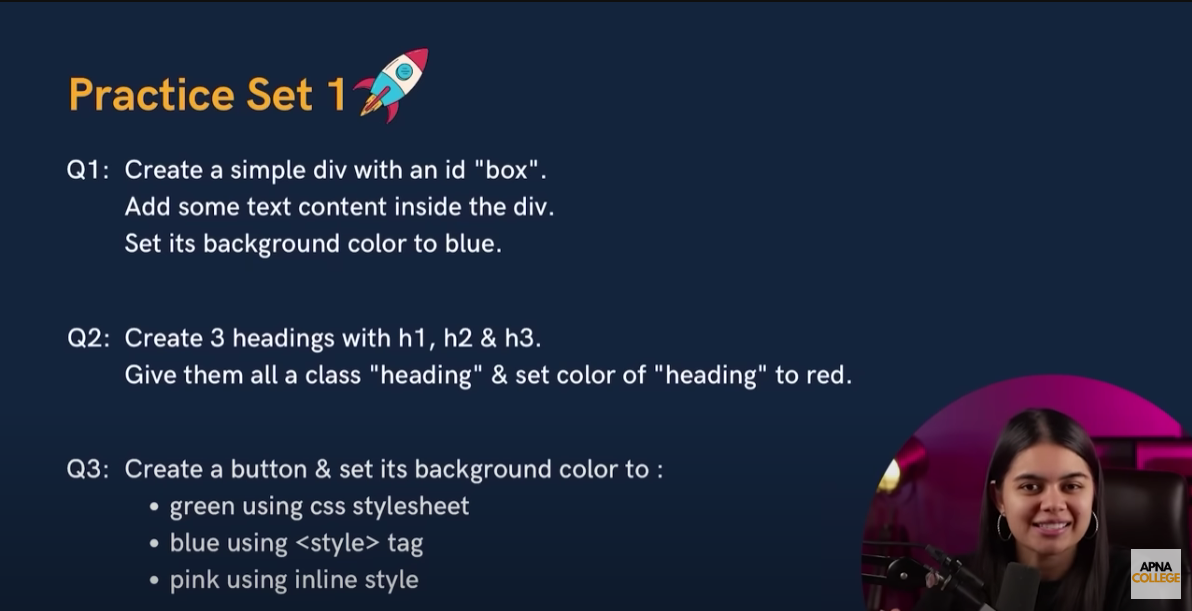 Practice Set 1
Q1: Create a simple div with an id "box".
Add some text content inside the div.
Set its background color to blue.
Q2: Create 3 headings with h1, h2 & h3.
Give them all a class "heading" & set color of "heading" to red.
Q3: Create a button & set its background color to :
• green using css stylesheet
• blue using <style> tag
• pink using inline style
APNA
COLLEGE